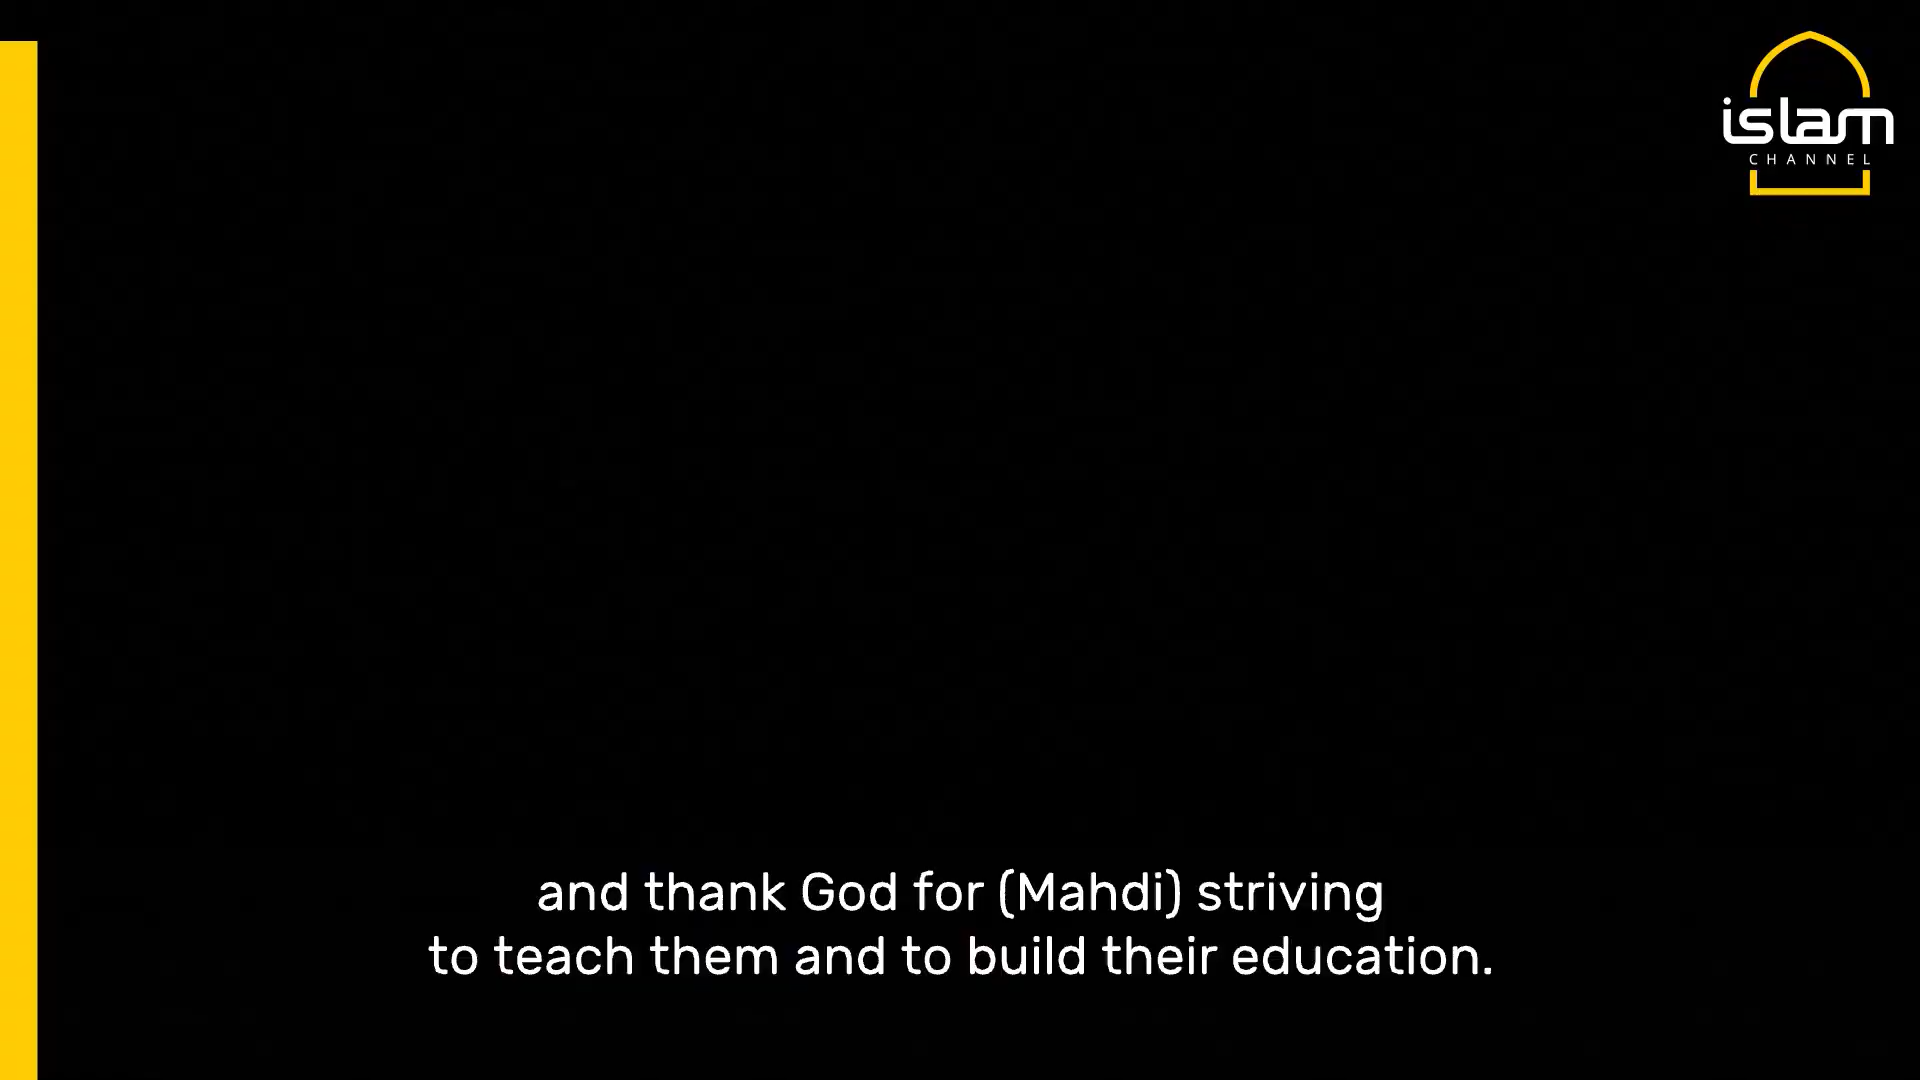 islam
CHANNEL
and thank God for (Mahdi) striving
to teach them and to build their education.